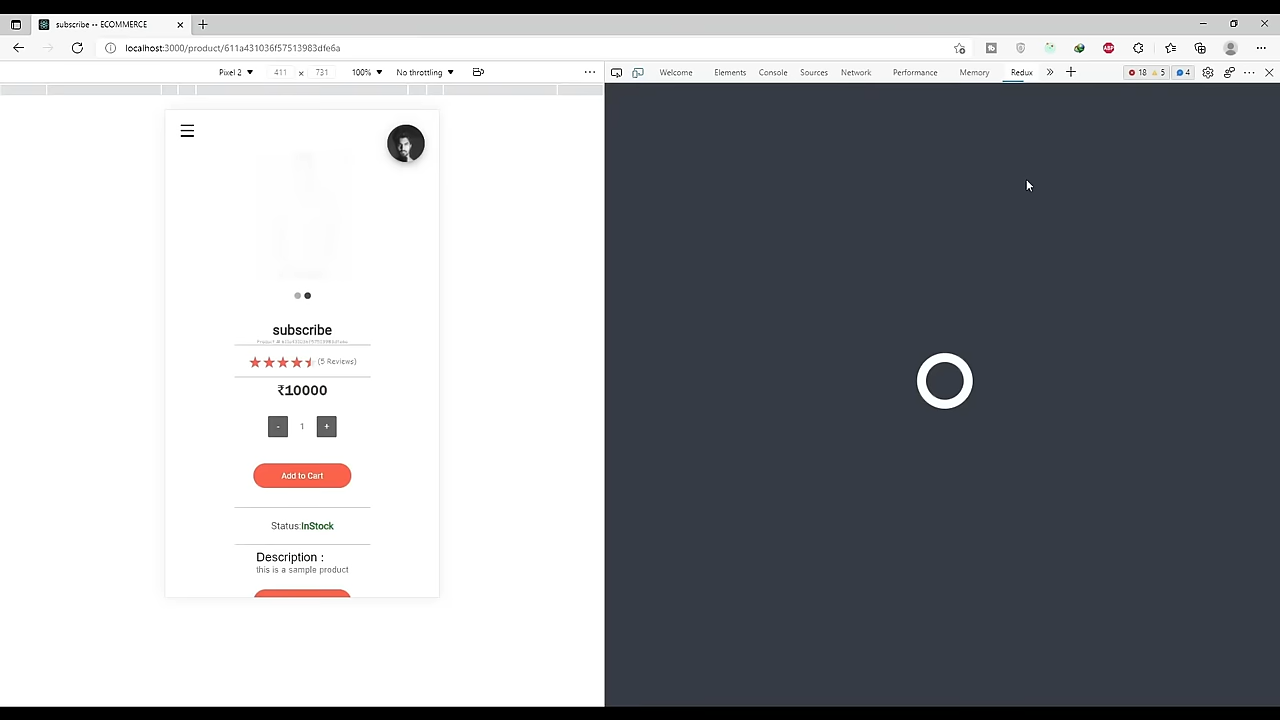 subscribe -- ECOMMERCE
localhost:3000/product/611a431036f57513983dfe6a
Pixel 2 411 x 731 100% No throttling
Welcome Elements Console Sources Network Performance Memory Redux 18 5 4
ABP
subscribe
★★★★ (5 Reviews)
₹10000
- 1 +
Add to Cart
Status:InStock
Description :
this is a sample product